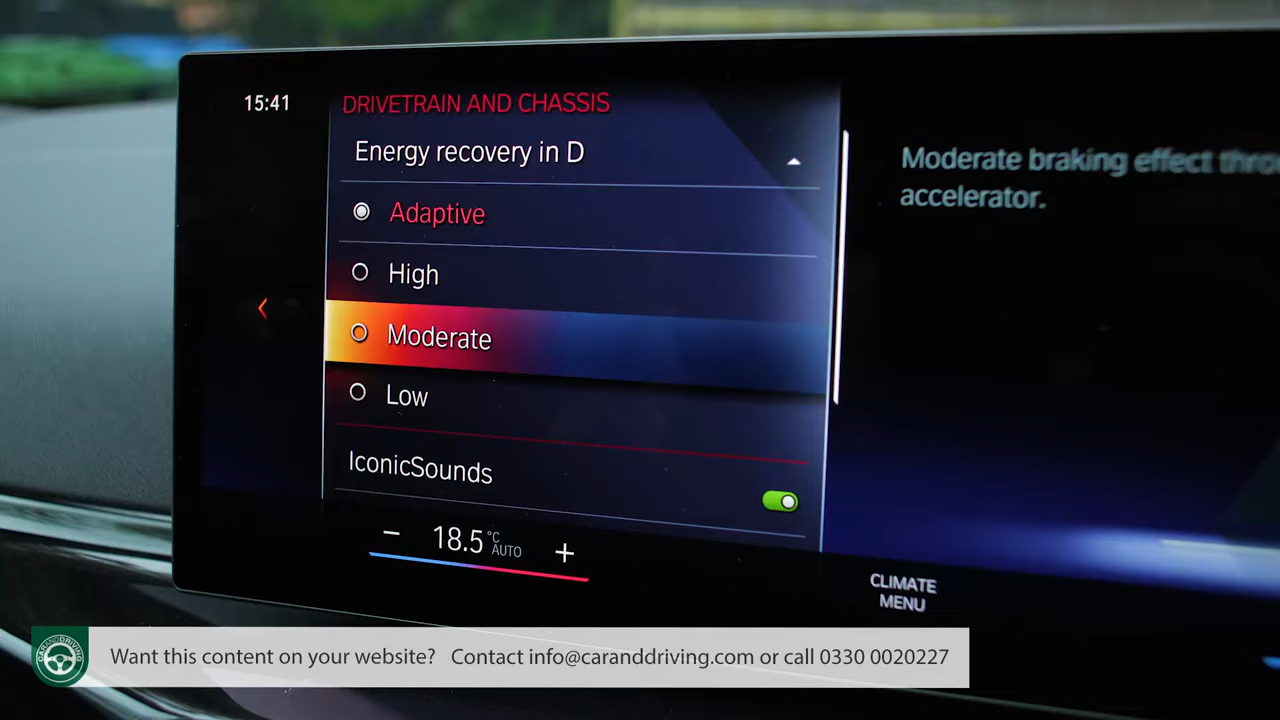 15:41
DRIVETRAIN AND CHASSIS
Energy recovery in D
Adaptive
High
Moderate
Low
IconicSounds
− 18.5 °C AUTO +
Moderate braking effect
accelerator.
CLIMATE
MENU
CARANDDRIVING
Want this content on your website? Contact info@caranddriving.com or call 0330 0020227